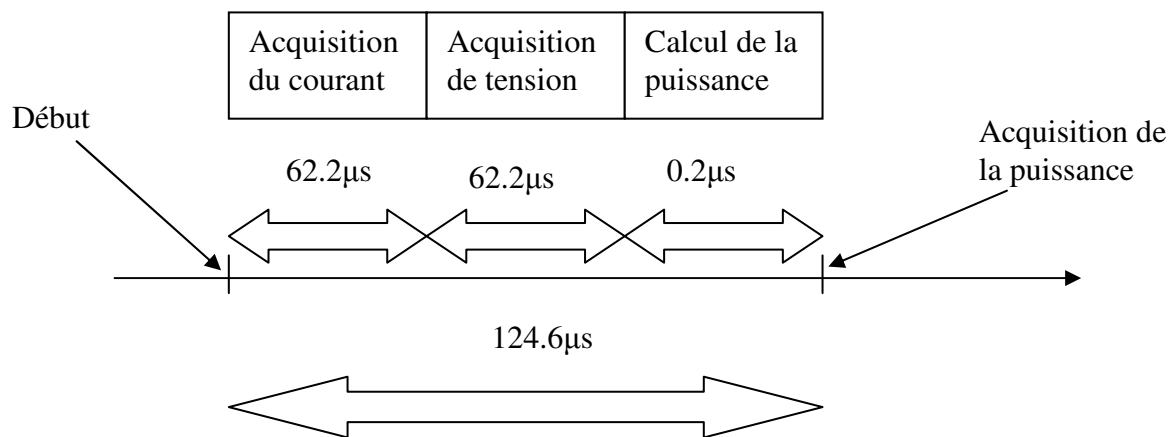 Acquisition
du courant
Acquisition
de tension
Calcul de la
puissance
Début
Acquisition de
la puissance
62.2μs
62.2μs
0.2μs
124.6μs